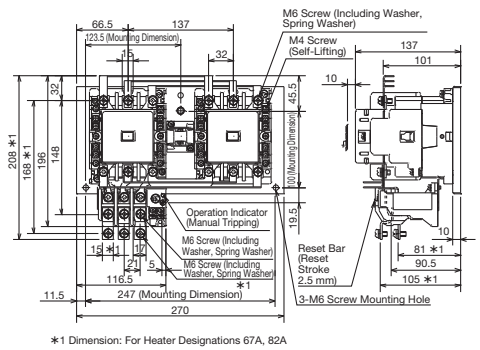 66.5
137
M6 Screw (Including Washer,
Spring Washer)
123.5 (Mounting Dimension)
M4 Screw
(Self-Lifting)
15
32
137
101
10
32
45.5
208 *1
168 *1
196
148
(Mounting Dimension)
19.5
Operation Indicator
(Manual Tripping)
M6 Screw (Including
Washer, Spring Washer)
M6 Screw (Including
Washer, Spring Washer)
15 *1
17
21
5
*1
116.5
11.5
247 (Mounting Dimension)
270
Reset Bar
(Reset
Stroke
2.5 mm)
3-M6 Screw Mounting Hole
10
81 *1
90.5
105 *1
*1 Dimension: For Heater Designations 67A, 82A